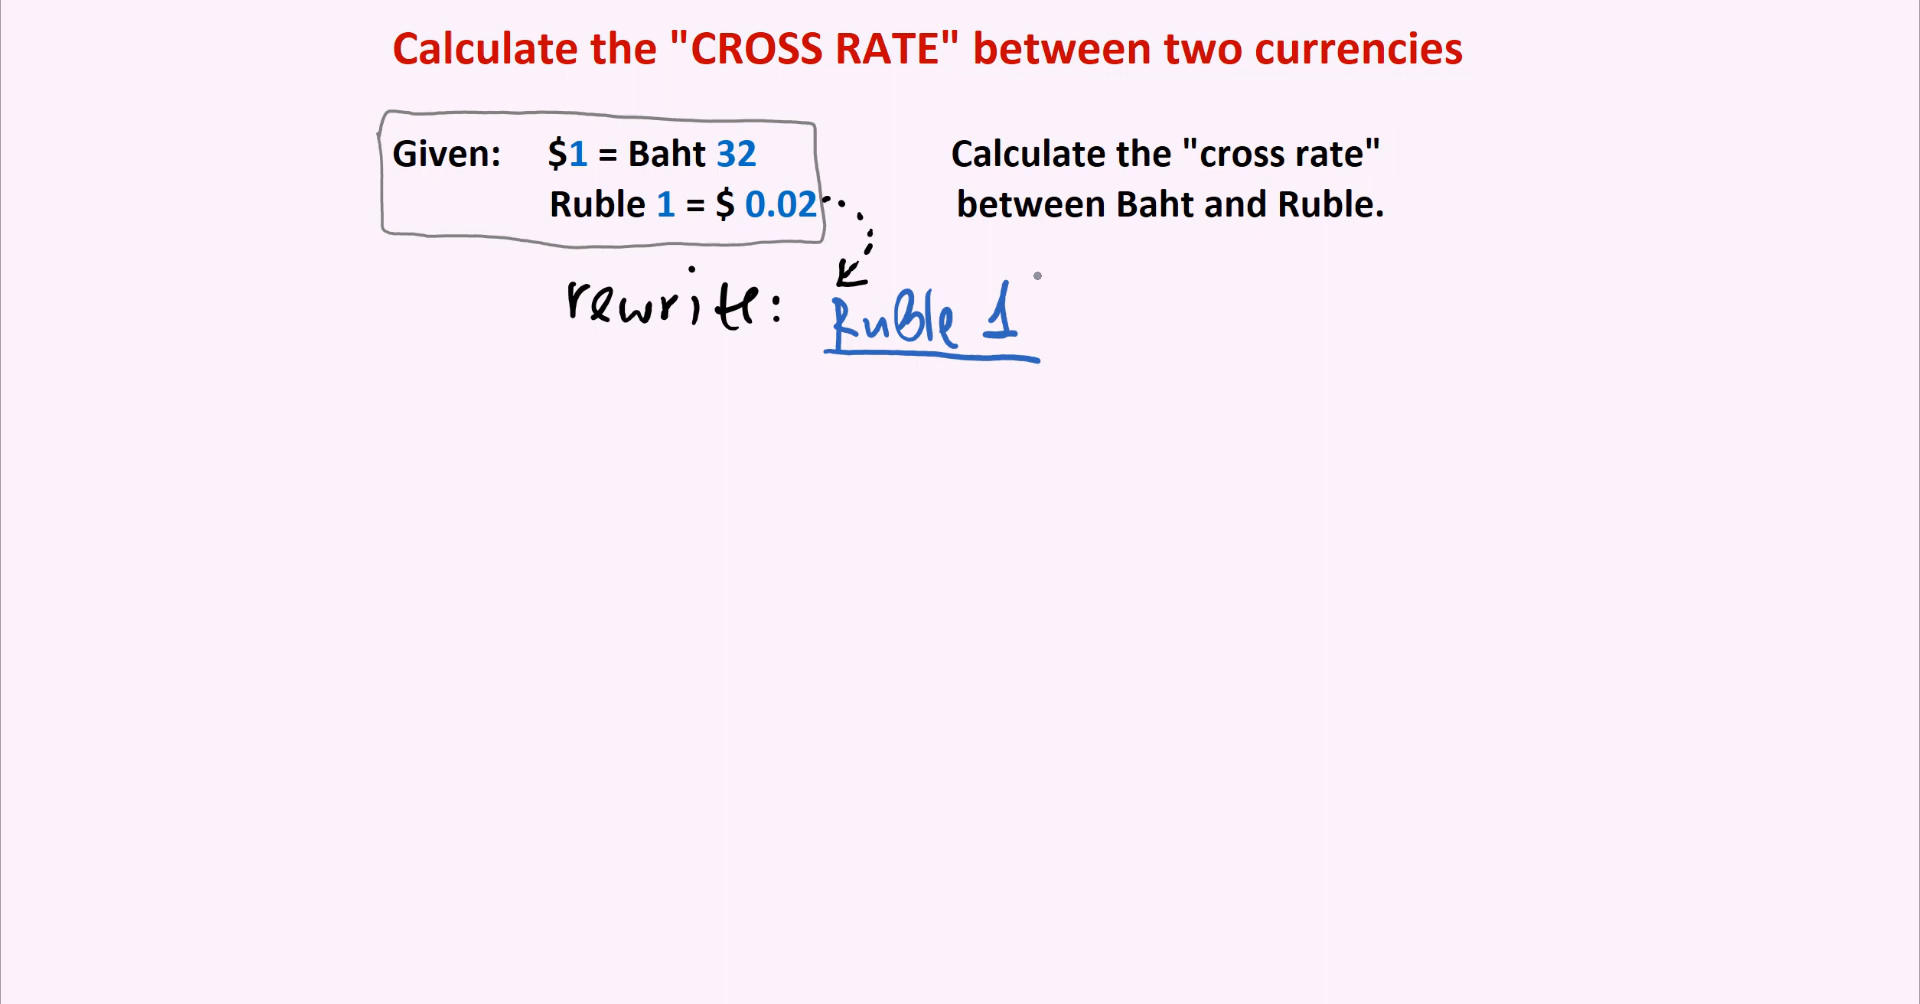 Calculate the "CROSS RATE" between two currencies
Given: $1 = Baht 32
Ruble 1 = $ 0.02
Calculate the "cross rate"
between Baht and Ruble.
rewrite: Ruble 1